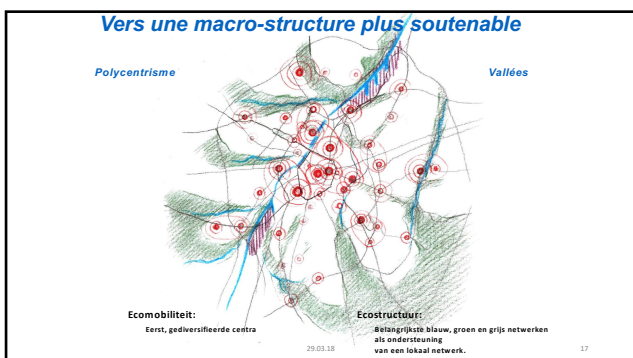 Vers une macro-structure plus soutenable
Polycentrisme
Vallées
Ecomobiliteit:
Eerst, gediversifieerde centra
Ecostructuur:
Belangrijkste blauw, groen en grijs netwerken
als ondersteuning
van een lokaal netwerk.
29.03.18
17